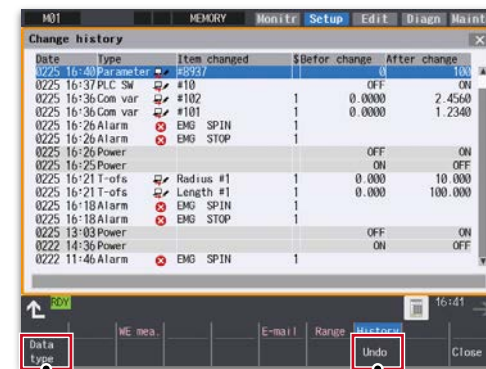 M01 MEMORY Monitr Setup Edit Diagn Maint
Change history
Date Type Item changed $ Befor change After change
0225 16:40 Parameter #8937 0 100
0225 16:37 PLC SW #10 OFF ON
0225 16:36 Com var #102 1 0.0000 2.4560
0225 16:36 Com var #101 1 0.0000 1.2340
0225 16:26 Alarm EMG SPIN 1
0225 16:26 Alarm EMG STOP 1
0225 16:26 Power OFF ON
0225 16:25 Power ON OFF
0225 16:21 T-ofs Radius #1 1 0.000 10.000
0225 16:21 T-ofs Length #1 1 0.000 100.000
0225 16:18 Alarm EMG SPIN 1
0225 16:18 Alarm EMG STOP 1
0225 13:03 Power OFF ON
0222 14:36 Power ON OFF
0222 11:46 Alarm EMG SPIN 1
RDY 16:41
WE mea. E-mail Range History
Data type Undo Close